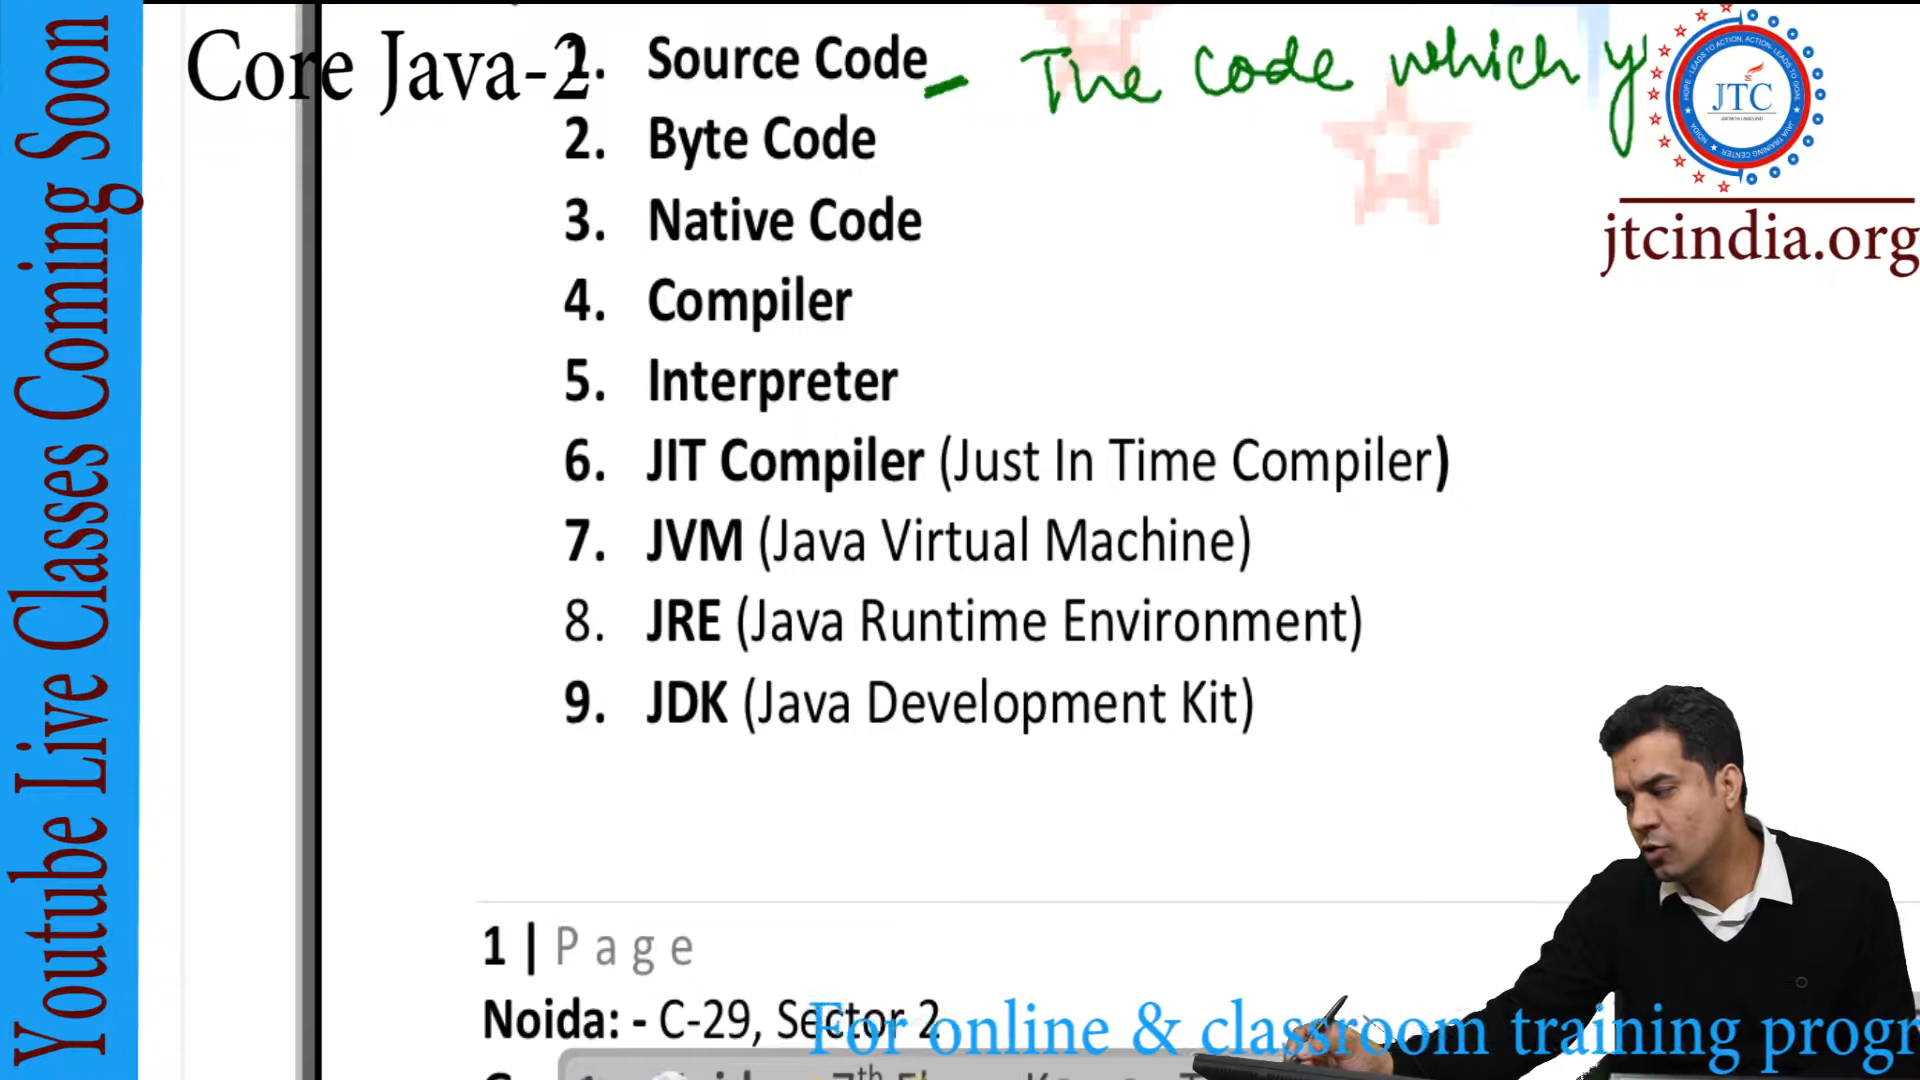 Youtube Live Classes Coming Soon
Core Java-2
1. Source Code - The code which y
2. Byte Code
3. Native Code
4. Compiler
5. Interpreter
6. JIT Compiler (Just In Time Compiler)
7. JVM (Java Virtual Machine)
8. JRE (Java Runtime Environment)
9. JDK (Java Development Kit)
JTC
jtcindia.org
1 | Page
Noida: - C-29, Sector 2
For online & classroom training progr